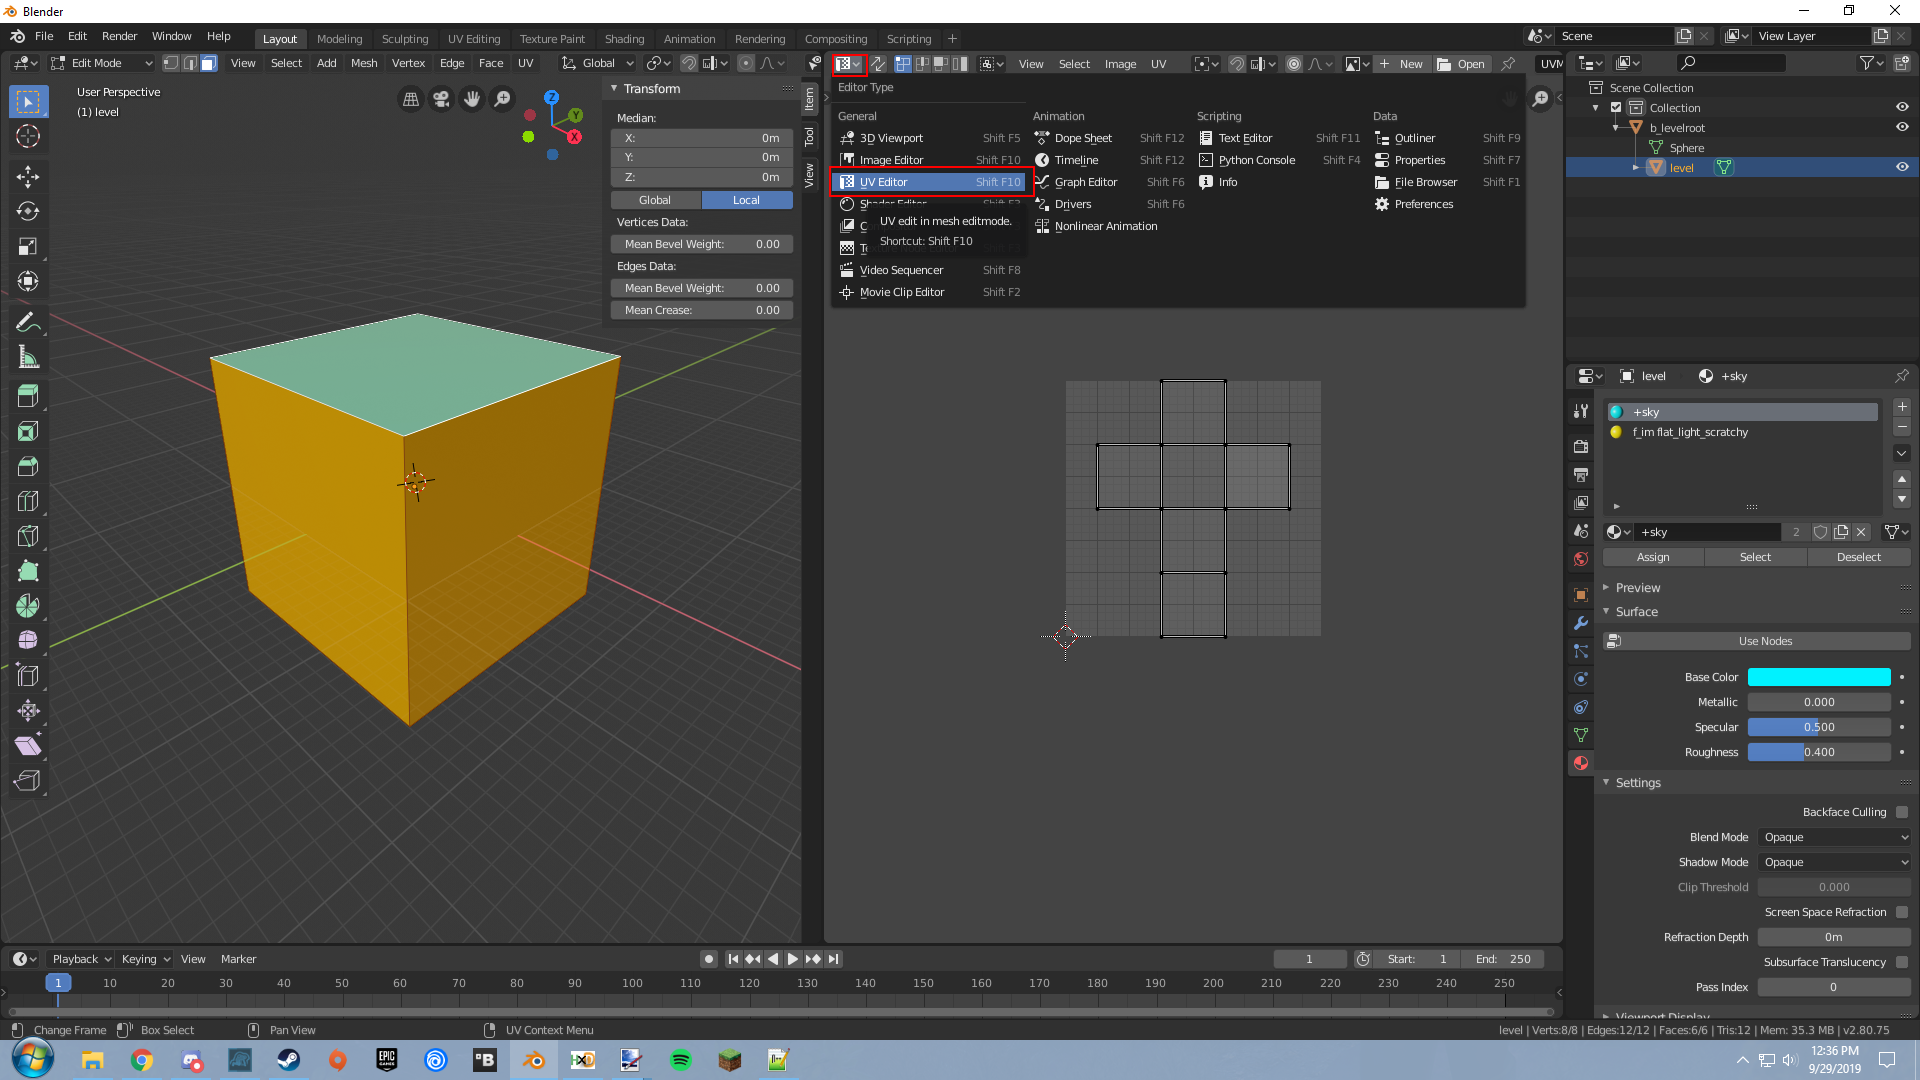 Blender
File Edit Render Window Help Layout Modeling Sculpting UV Editing Texture Paint Shading Animation Rendering Compositing Scripting + Scene View Layer
Edit Mode View Select Add Mesh Vertex Edge Face UV Global View Select Image UV New Open UVM
User Perspective
(1) level
Z
Y
X
Transform
Median:
X: 0m
Y: 0m
Z: 0m
Global Local
Vertices Data:
Mean Bevel Weight: 0.00
Edges Data:
Mean Bevel Weight: 0.00
Mean Crease: 0.00
Item
Tool
View
Editor Type
General
3D Viewport Shift F5
Image Editor Shift F10
UV Editor Shift F10
Shader Editor Shift F3
UV edit in mesh editmode.
Shortcut: Shift F10
Video Sequencer Shift F8
Movie Clip Editor Shift F2
Animation
Dope Sheet Shift F12
Timeline Shift F12
Graph Editor Shift F6
Drivers Shift F6
Nonlinear Animation
Scripting
Text Editor Shift F11
Python Console Shift F4
Info
Data
Outliner Shift F9
Properties Shift F7
File Browser Shift F1
Preferences
Scene Collection
Collection
b_levelroot
Sphere
level
level +sky
+sky
f_im flat_light_scratchy
+sky 2
Assign Select Deselect
Preview
Surface
Use Nodes
Base Color
Metallic 0.000
Specular 0.500
Roughness 0.400
Settings
Backface Culling
Blend Mode Opaque
Shadow Mode Opaque
Clip Threshold 0.000
Screen Space Refraction
Refraction Depth 0m
Subsurface Translucency
Pass Index 0
Viewport Display
Playback Keying View Marker 1 Start: 1 End: 250
1 10 20 30 40 50 60 70 80 90 100 110 120 130 140 150 160 170 180 190 200 210 220 230 240 250
Change Frame Box Select Pan View UV Context Menu level | Verts:8/8 | Edges:12/12 | Faces:6/6 | Tris:12 | Mem: 35.3 MB | v2.80.75
EPIC GAMES
B
12:36 PM
9/29/2019